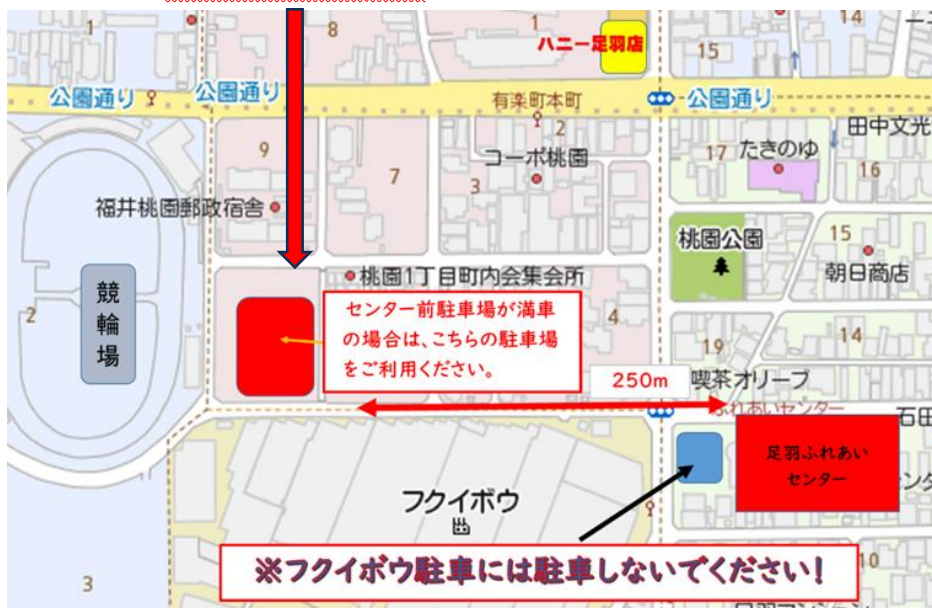 1
8
1
ハニー足羽店
14
15
公園通り
公園通り
有楽町本町
公園通り
9
7
3
2
コーポ桃園
17
たきのゆ
田中文光
16
福井桃園郵政宿舎
桃園公園
15
朝日商店
2
競
輪
場
桃園1丁目町内会集会所
センター前駐車場が満車
の場合は、こちらの駐車場
をご利用ください。
4
19
14
250m
喫茶オリーブ
ふれあいセンター
石田
足羽ふれあい
センター
ンタ
フクイボウ
※フクイボウ駐車には駐車しないでください!
3
10